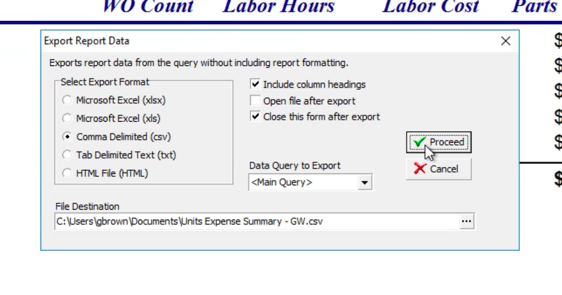 WO Count Labor Hours Labor Cost Parts
Export Report Data
Exports report data from the query without including report formatting.
Select Export Format
Microsoft Excel (xlsx)
Microsoft Excel (xls)
Comma Delimited (csv)
Tab Delimited Text (txt)
HTML File (HTML)
Include column headings
Open file after export
Close this form after export
Data Query to Export
<Main Query>
Proceed
Cancel
File Destination
C:\Users\gbrown\Documents\Units Expense Summary - GW.csv
...
$
$
$
$
$
$